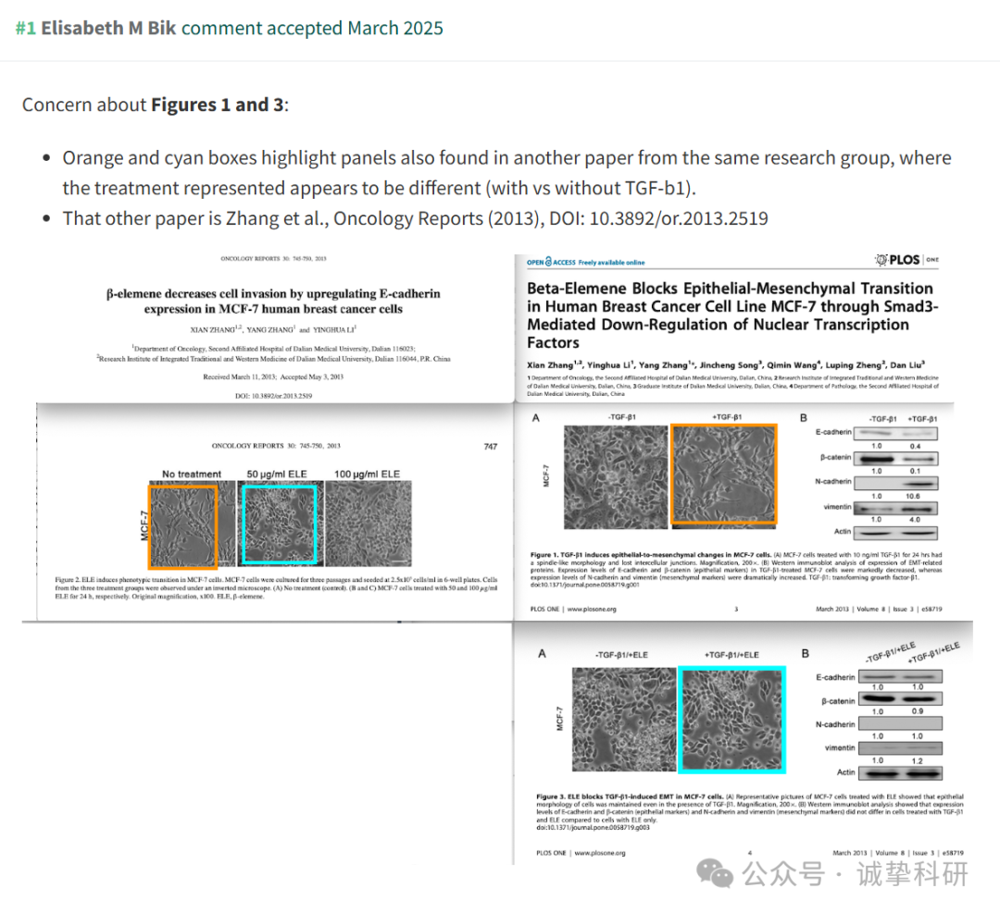 #1 Elisabeth M Bik comment accepted March 2025
Concern about Figures 1 and 3:
• Orange and cyan boxes highlight panels also found in another paper from the same research group, where
the treatment represented appears to be different (with vs without TGF-b1).
• That other paper is Zhang et al., Oncology Reports (2013), DOI: 10.3892/or.2013.2519
ONCOLOGY REPORTS 30: 745-750, 2013
β-elemene decreases cell invasion by upregulating E-cadherin
expression in MCF-7 human breast cancer cells
XIAN ZHANG1,2, YANG ZHANG1 and YINGHUA LI1
1Department of Oncology, Second Affiliated Hospital of Dalian Medical University, Dalian 116023;
2Research Institute of Integrated Traditional and Western Medicine of Dalian Medical University, Dalian 116044, P.R. China
Received March 11, 2013; Accepted May 3, 2013
DOI: 10.3892/or.2013.2519
OPEN ACCESS Freely available online
PLOS ONE
Beta-Elemene Blocks Epithelial-Mesenchymal Transition
in Human Breast Cancer Cell Line MCF-7 through Smad3-
Mediated Down-Regulation of Nuclear Transcription
Factors
Xian Zhang1,2, Yinghua Li1, Yang Zhang1*, Jincheng Song3, Qimin Wang4, Luping Zheng3, Dan Liu3
1 Department of Oncology, the Second Affiliated Hospital of Dalian Medical University, Dalian, China, 2 Research Institute of Integrated Traditional and Western Medicine
of Dalian Medical University, Dalian, China, 3 Graduate Institute of Dalian Medical University, Dalian, China, 4 Department of Pathology, the Second Affiliated Hospital of
Dalian Medical University, Dalian, China
ONCOLOGY REPORTS 30: 745-750, 2013
747
No treatment
50 µg/ml ELE
100 µg/ml ELE
MCF-7
Figure 2. ELE induces phenotypic transition in MCF-7 cells. MCF-7 cells were cultured for three passages and seeded at 2.5x10⁵ cells/ml in 6-well plates. Cells
from the three treatment groups were observed under an inverted microscope. (A) No treatment (control). (B and C) MCF-7 cells treated with 50 and 100 µg/ml
ELE for 24 h, respectively. Original magnification, x100. ELE, β-elemene.
A
-TGF-β1
+TGF-β1
MCF-7
B
-TGF-β1 +TGF-β1
E-cadherin
1.0 0.4
β-catenin
1.0 0.1
N-cadherin
1.0 10.6
vimentin
1.0 4.0
Actin
Figure 1. TGF-β1 induces epithelial-to-mesenchymal changes in MCF-7 cells. (A) MCF-7 cells treated with 10 ng/ml TGF-β1 for 24 hrs had
a spindle-like morphology and lost intercellular junctions. Magnification, 200×. (B) Western immunoblot analysis of expression of EMT-related
proteins. Expression levels of E-cadherin and β-catenin (epithelial markers) in TGF-β1-treated MCF-7 cells were markedly decreased, whereas
expression levels of N-cadherin and vimentin (mesenchymal markers) were dramatically increased. TGF-β1: transforming growth factor-β1.
doi:10.1371/journal.pone.0058719.g001
PLOS ONE | www.plosone.org
3
March 2013 | Volume 8 | Issue 3 | e58719
A
-TGF-β1/+ELE
+TGF-β1/+ELE
MCF-7
B
-TGF-β1/+ELE
+TGF-β1/+ELE
E-cadherin
1.0 1.0
β-catenin
1.0 0.9
N-cadherin
1.0 1.0
vimentin
1.0 1.2
Actin
Figure 3. ELE blocks TGF-β1-induced EMT in MCF-7 cells. (A) Representative pictures of MCF-7 cells treated with ELE showed that epithelial
morphology of cells was maintained even in the presence of TGF-β1. Magnification, 200×. (B) Western immunoblot analysis showed that expression
levels of E-cadherin and β-catenin (epithelial markers) and N-cadherin and vimentin (mesenchymal markers) did not differ in cells treated with TGF-β1
and ELE compared to cells with ELE only.
doi:10.1371/journal.pone.0058719.g003
PLOS ONE | www.plosone.org
4
March 2013 | Volume 8 | Issue 3 | e58719
公众号 · 诚挚科研